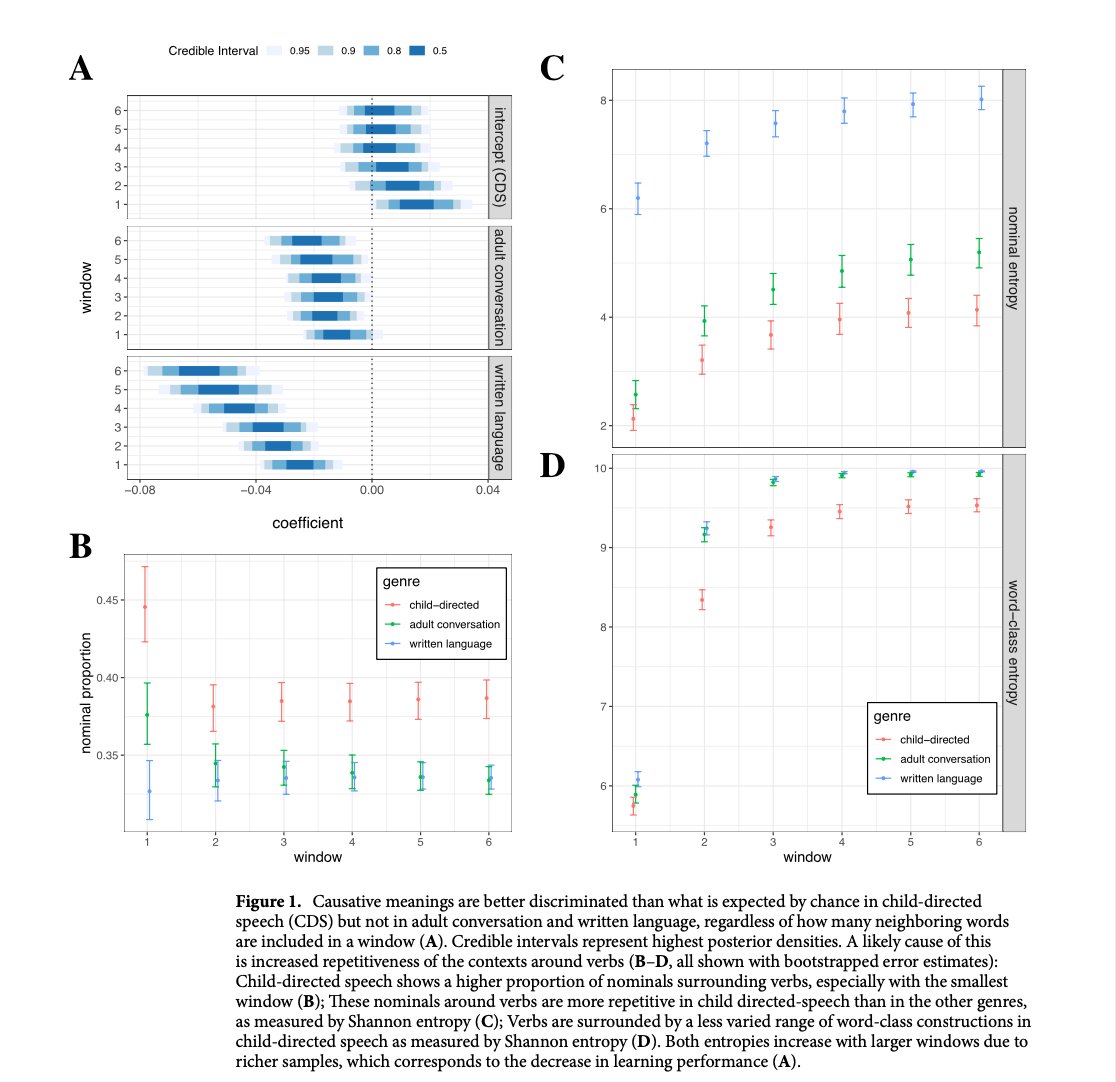 Credible Interval 0.95 0.9 0.8 0.5
A
6
5
4
3
2
1
intercept (CDS)
6
5
4
3
2
1
adult conversation
6
5
4
3
2
1
written language
window
−0.08 −0.04 0.00 0.04
coefficient
B
nominal proportion
0.45
0.40
0.35
genre
child−directed
adult conversation
written language
1 2 3 4 5 6
window
C
8
6
4
2
nominal entropy
D
10
9
8
7
6
word−class entropy
genre
child−directed
adult conversation
written language
1 2 3 4 5 6
window
Figure 1. Causative meanings are better discriminated than what is expected by chance in child-directed
speech (CDS) but not in adult conversation and written language, regardless of how many neighboring words
are included in a window (A). Credible intervals represent highest posterior densities. A likely cause of this
is increased repetitiveness of the contexts around verbs (B–D, all shown with bootstrapped error estimates):
Child-directed speech shows a higher proportion of nominals surrounding verbs, especially with the smallest
window (B); These nominals around verbs are more repetitive in child directed-speech than in the other genres,
as measured by Shannon entropy (C); Verbs are surrounded by a less varied range of word-class constructions in
child-directed speech as measured by Shannon entropy (D). Both entropies increase with larger windows due to
richer samples, which corresponds to the decrease in learning performance (A).